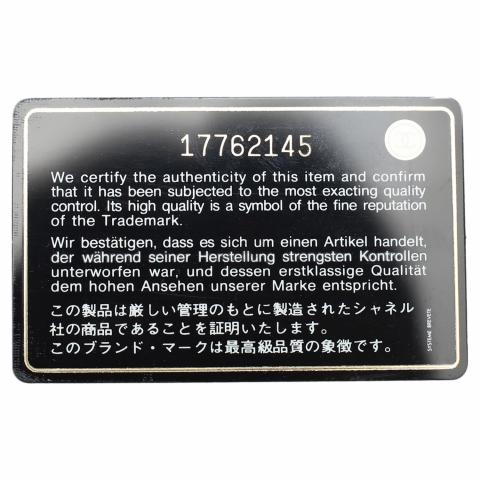 17762145
We certify the authenticity of this item and confirm
that it has been subjected to the most exacting quality
control. Its high quality is a symbol of the fine reputation
of the Trademark.
Wir bestätigen, dass es sich um einen Artikel handelt,
der während seiner Herstellung strengsten Kontrollen
unterworfen war, und dessen erstklassige Qualität
dem hohen Ansehen unserer Marke entspricht.
この製品は厳しい管理のもとに製造されたシャネル
社の商品であることを証明いたします。
このブランド・マークは最高級品質の象徴です。
SYSTEME BREVETE